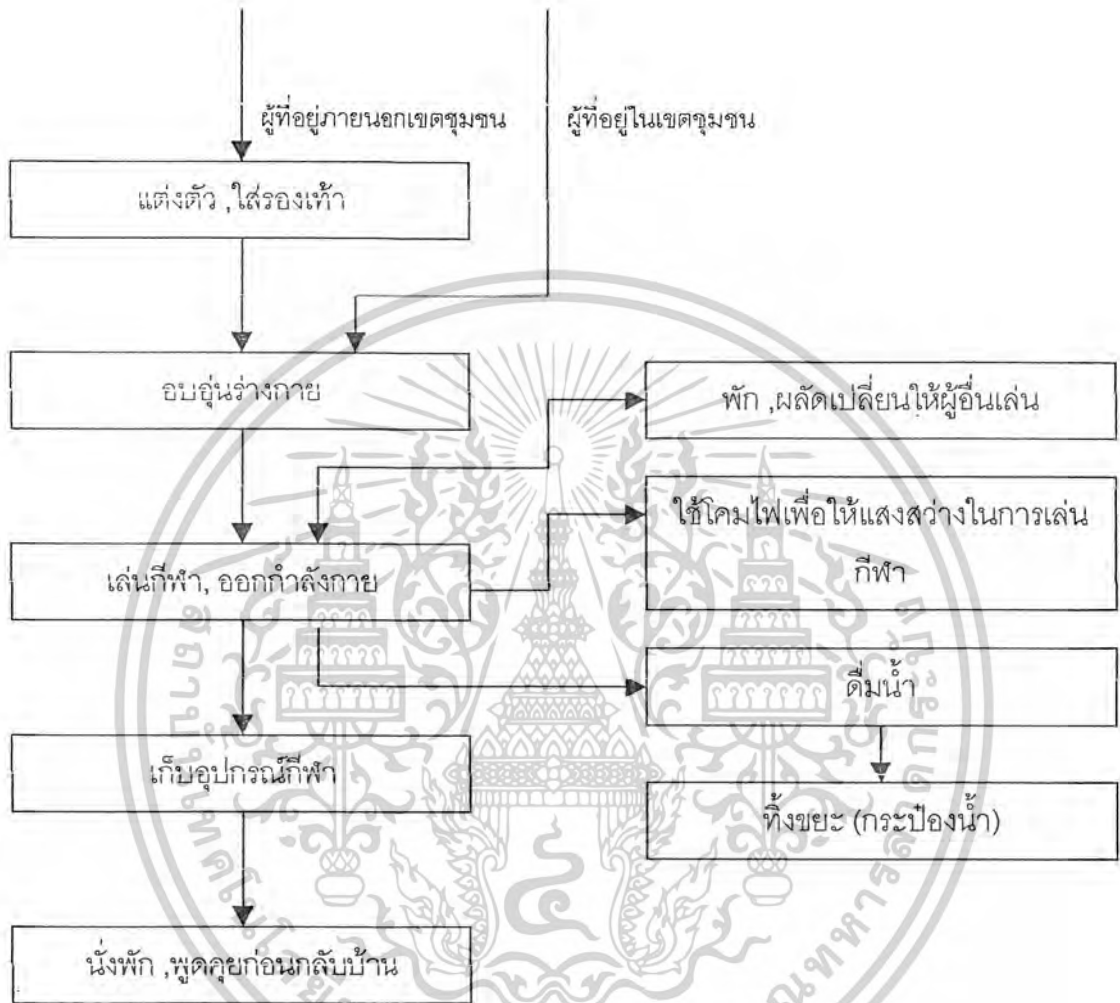 ผู้ที่อยู่ภายนอกเขตชุมชน
ผู้ที่อยู่ในเขตชุมชน
แต่งตัว ,ใส่รองเท้า
อบอุ่นร่างกาย
พัก ,ผลัดเปลี่ยนให้ผู้อื่นเล่น
ใช้โคมไฟเพื่อให้แสงสว่างในการเล่น
กีฬา
เล่นกีฬา, ออกกำลังกาย
ดื่มน้ำ
เก็บอุปกรณ์กีฬา
ทิ้งขยะ (กระป๋องน้ำ)
นั่งพัก ,พูดคุยก่อนกลับบ้าน